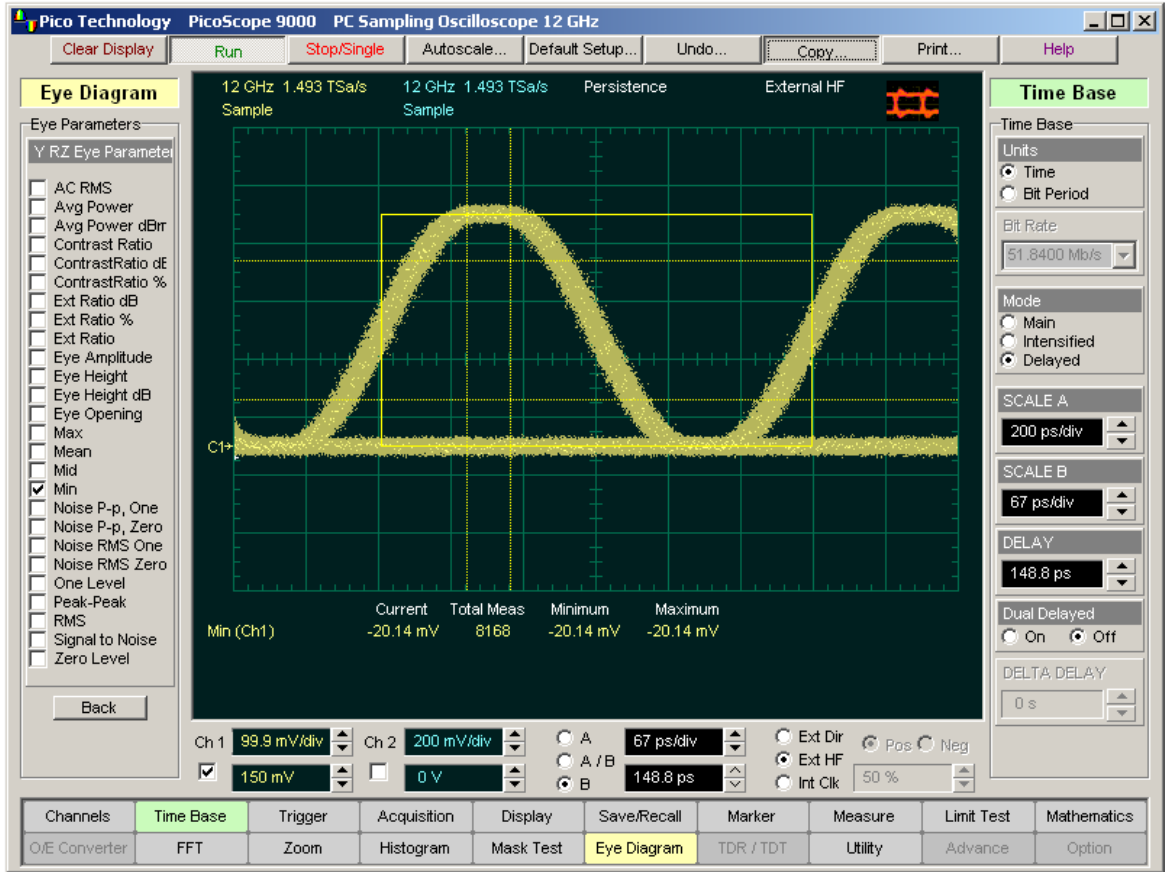 Pico Technology PicoScope 9000 PC Sampling Oscilloscope 12 GHz
Clear Display Run Stop/Single Autoscale... Default Setup... Undo... Copy... Print... Help
Eye Diagram
Eye Parameters
Y RZ Eye Parameter
AC RMS
Avg Power
Avg Power dBm
Contrast Ratio
ContrastRatio dB
ContrastRatio %
Ext Ratio dB
Ext Ratio %
Ext Ratio
Eye Amplitude
Eye Height
Eye Height dB
Eye Opening
Max
Mean
Mid
Min
Noise P-p, One
Noise P-p, Zero
Noise RMS One
Noise RMS Zero
One Level
Peak-Peak
RMS
Signal to Noise
Zero Level
Back
12 GHz 1.493 TSa/s 12 GHz 1.493 TSa/s Persistence External HF
Sample Sample
C1
Current Total Meas Minimum Maximum
Min (Ch1) -20.14 mV 8168 -20.14 mV -20.14 mV
Time Base
Time Base
Units
Time
Bit Period
Bit Rate
51.8400 Mb/s
Mode
Main
Intensified
Delayed
SCALE A
200 ps/div
SCALE B
67 ps/div
DELAY
148.8 ps
Dual Delayed
On Off
DELTA DELAY
0 s
Ch 1 99.9 mV/div Ch 2 200 mV/div A 67 ps/div Ext Dir Pos Neg
A / B Ext HF
150 mV 0 V B 148.8 ps Int Clk 50 %
Channels Time Base Trigger Acquisition Display Save/Recall Marker Measure Limit Test Mathematics
O/E Converter FFT Zoom Histogram Mask Test Eye Diagram TDR / TDT Utility Advance Option